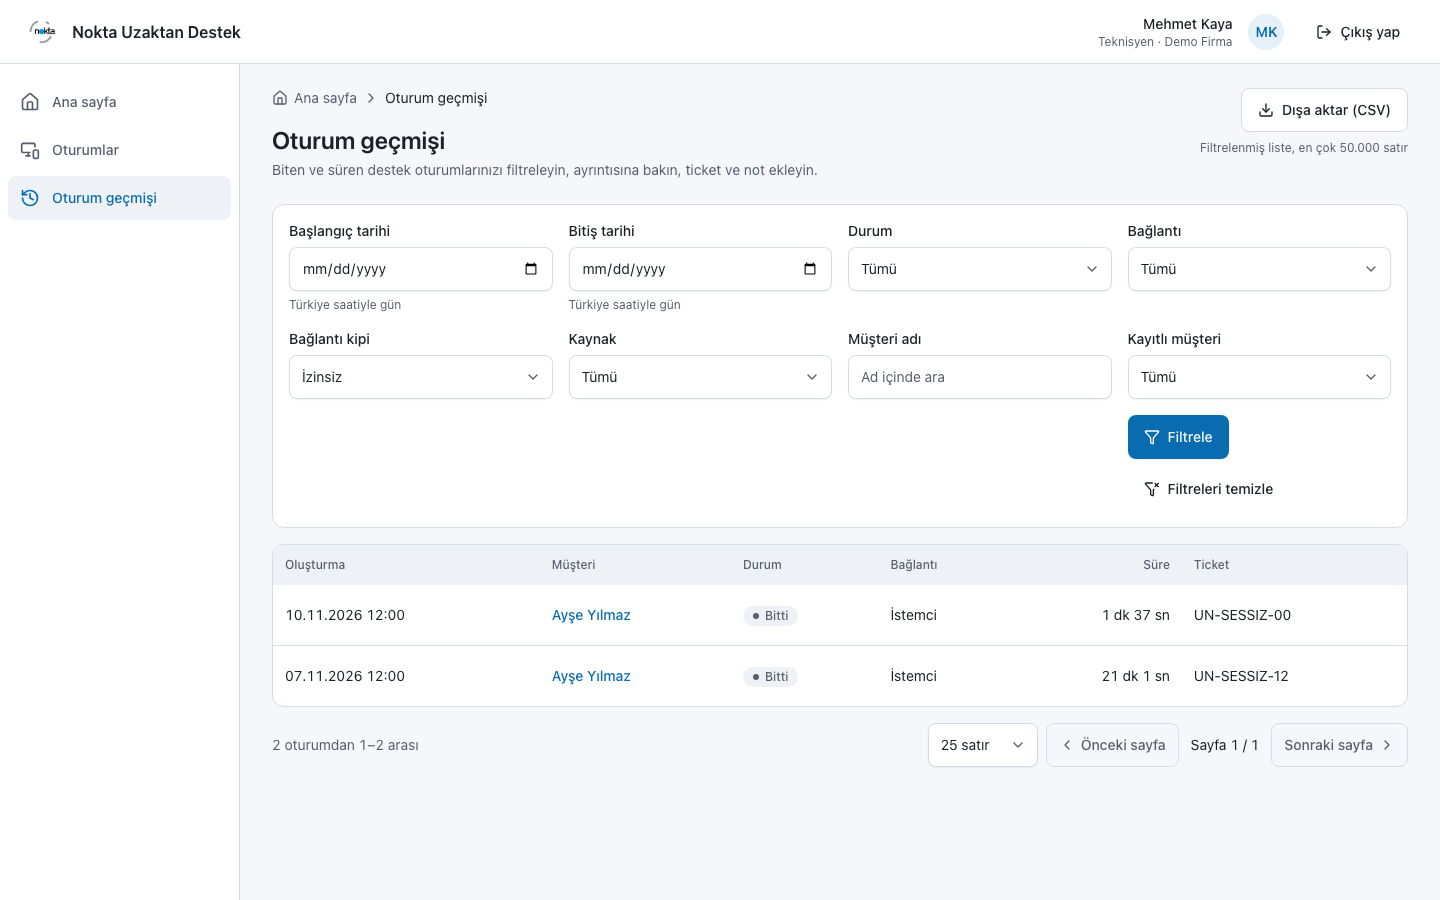 nokta
Nokta Uzaktan Destek
Mehmet Kaya
Teknisyen · Demo Firma
MK
Çıkış yap
Ana sayfa
Oturumlar
Oturum geçmişi
Ana sayfa
Oturum geçmişi
Dışa aktar (CSV)
Filtrelenmiş liste, en çok 50.000 satır
Oturum geçmişi
Biten ve süren destek oturumlarınızı filtreleyin, ayrıntısına bakın, ticket ve not ekleyin.
Başlangıç tarihi
mm/dd/yyyy
Türkiye saatiyle gün
Bitiş tarihi
mm/dd/yyyy
Türkiye saatiyle gün
Durum
Tümü
Bağlantı
Tümü
Bağlantı kipi
İzinsiz
Kaynak
Tümü
Müşteri adı
Ad içinde ara
Kayıtlı müşteri
Tümü
Filtrele
Filtreleri temizle
Oluşturma Müşteri Durum Bağlantı Süre Ticket
10.11.2026 12:00 Ayşe Yılmaz Bitti İstemci 1 dk 37 sn UN-SESSIZ-00
07.11.2026 12:00 Ayşe Yılmaz Bitti İstemci 21 dk 1 sn UN-SESSIZ-12
2 oturumdan 1–2 arası
25 satır
Önceki sayfa
Sayfa 1 / 1
Sonraki sayfa